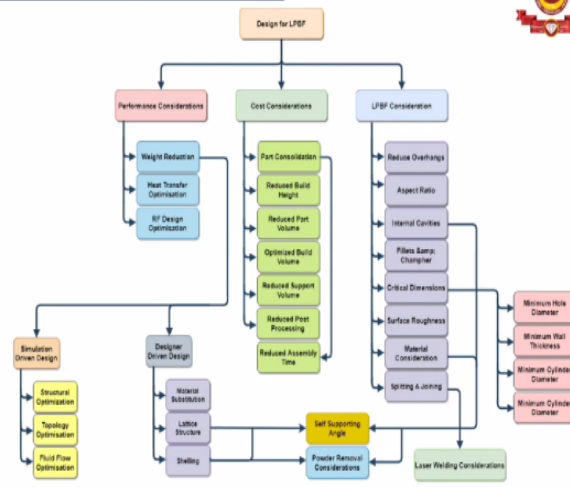 Design for LPBF
Performance Considerations
Cost Considerations
LPBF Consideration
Weight Reduction
Heat Transfer
Optimisation
RF Design
Optimisation
Part Consolidation
Reduced Build
Height
Reduced Part
Volume
Optimized Build
Volume
Reduced Support
Volume
Reduced Post
Processing
Reduced Assembly
Time
Reduce Overhangs
Aspect Ratio
Internal Cavities
Fillets &amp;
Champher
Critical Dimensions
Surface Roughness
Material
Consideration
Splitting & Joining
Minimum Hole
Diameter
Minimum Wall
Thickness
Minimum Cylinde
Diameter
Minimum Cylinde
Diameter
Simulation
Driven Design
Structural
Optimization
Topology
Optimisation
Fluid Flow
Optimisation
Designer
Driven Design
Material
Substitution
Lattice
Structure
Shelling
Self Supporting
Angle
Powder Removal
Considerations
Laser Welding Considerations